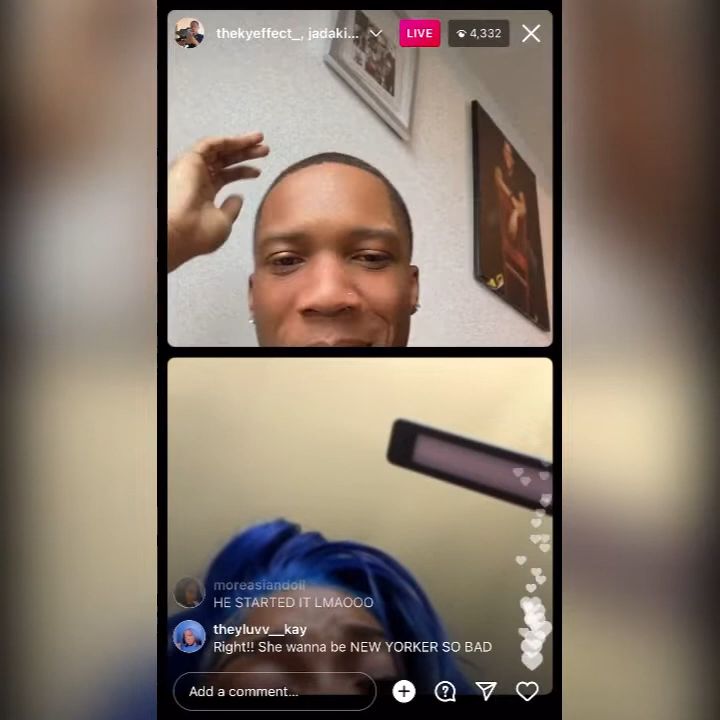 thekyeffect_, jadaki...
LIVE
4,332
moreasiandoll
HE STARTED IT LMAOOO
theyluvv__kay
Right!! She wanna be NEW YORKER SO BAD
Add a comment...